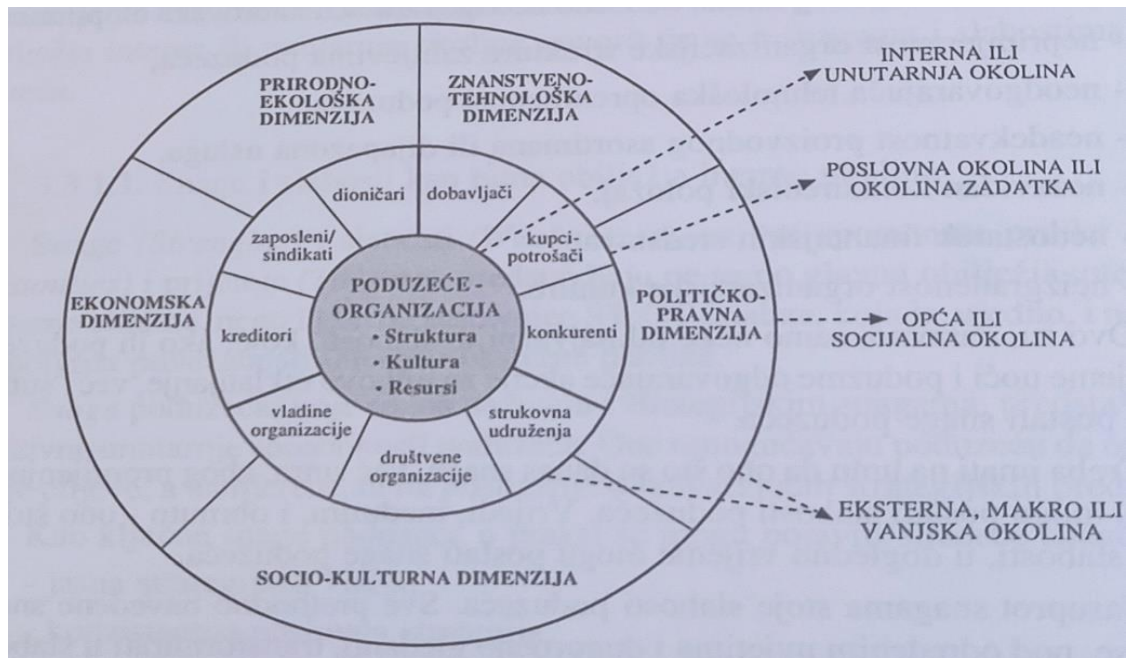 PRIRODNO-
EKOLOŠKA
DIMENZIJA
ZNANSTVENO-
TEHNOLOŠKA
DIMENZIJA
INTERNA ILI
UNUTARNJA OKOLINA
POSLOVNA OKOLINA ILI
OKOLINA ZADATKA
dioničari
dobavljači
zaposleni/
sindikati
kupci-
potrošači
EKONOMSKA
DIMENZIJA
kreditori
PODUZEĆE -
ORGANIZACIJA
• Struktura
• Kultura
• Resursi
konkurenti
POLITIČKO-
PRAVNA
DIMENZIJA
OPĆA ILI
SOCIJALNA OKOLINA
vladine
organizacije
strukovna
udruženja
društvene
organizacije
EKSTERNA, MAKRO ILI
VANJSKA OKOLINA
SOCIO-KULTURNA DIMENZIJA